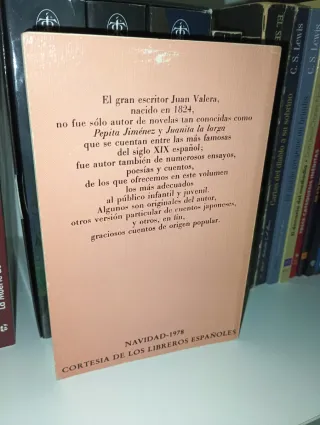 El gran escritor Juan Valera,
nacido en 1824,
no fue sólo autor de novelas tan conocidas como
Pepita Jiménez y Juanita la larga
que se cuentan entre las más famosas
del siglo XIX español;
fue autor también de numerosos ensayos,
poesías y cuentos,
de los que ofrecemos en este volumen
los más adecuados
al público infantil y juvenil.
Algunos son originales del autor,
otros versión particular de cuentos japoneses,
y otros, en fin,
graciosos cuentos de origen popular.
NAVIDAD-1978
CORTESIA DE LOS LIBREROS ESPAÑOLES
C. S. Lewis
C. S. Lewis